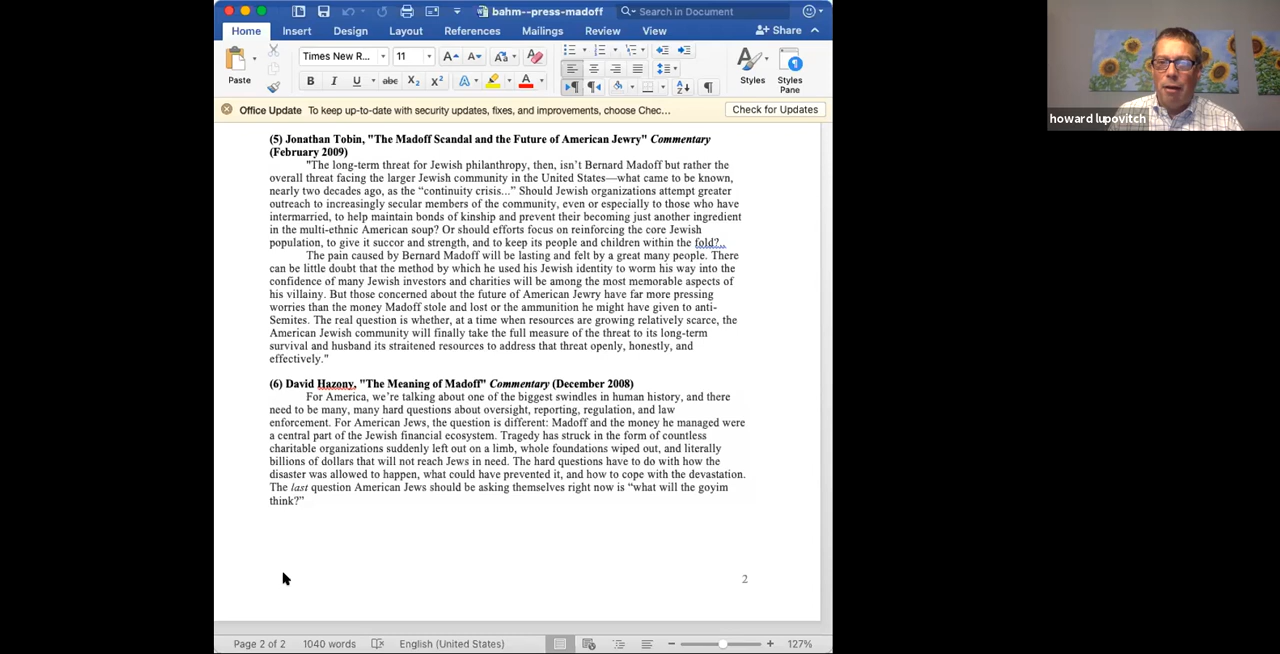 bahm--press-madoff
Search in Document
Home Insert Design Layout References Mailings Review View Share
Paste
Times New R... 11
B I U abc X₂ X² A A
Styles
Styles Pane
Office Update To keep up-to-date with security updates, fixes, and improvements, choose Chec... Check for Updates
(5) Jonathan Tobin, "The Madoff Scandal and the Future of American Jewry" Commentary
(February 2009)
"The long-term threat for Jewish philanthropy, then, isn't Bernard Madoff but rather the
overall threat facing the larger Jewish community in the United States—what came to be known,
nearly two decades ago, as the "continuity crisis..." Should Jewish organizations attempt greater
outreach to increasingly secular members of the community, even or especially to those who have
intermarried, to help maintain bonds of kinship and prevent their becoming just another ingredient
in the multi-ethnic American soup? Or should efforts focus on reinforcing the core Jewish
population, to give it succor and strength, and to keep its people and children within the fold?..
The pain caused by Bernard Madoff will be lasting and felt by a great many people. There
can be little doubt that the method by which he used his Jewish identity to worm his way into the
confidence of many Jewish investors and charities will be among the most memorable aspects of
his villainy. But those concerned about the future of American Jewry have far more pressing
worries than the money Madoff stole and lost or the ammunition he might have given to anti-
Semites. The real question is whether, at a time when resources are growing relatively scarce, the
American Jewish community will finally take the full measure of the threat to its long-term
survival and husband its straitened resources to address that threat openly, honestly, and
effectively."
(6) David Hazony, "The Meaning of Madoff" Commentary (December 2008)
For America, we're talking about one of the biggest swindles in human history, and there
need to be many, many hard questions about oversight, reporting, regulation, and law
enforcement. For American Jews, the question is different: Madoff and the money he managed were
a central part of the Jewish financial ecosystem. Tragedy has struck in the form of countless
charitable organizations suddenly left out on a limb, whole foundations wiped out, and literally
billions of dollars that will not reach Jews in need. The hard questions have to do with how the
disaster was allowed to happen, what could have prevented it, and how to cope with the devastation.
The last question American Jews should be asking themselves right now is "what will the goyim
think?"
2
Page 2 of 2 1040 words English (United States) 127%
howard lupovitch